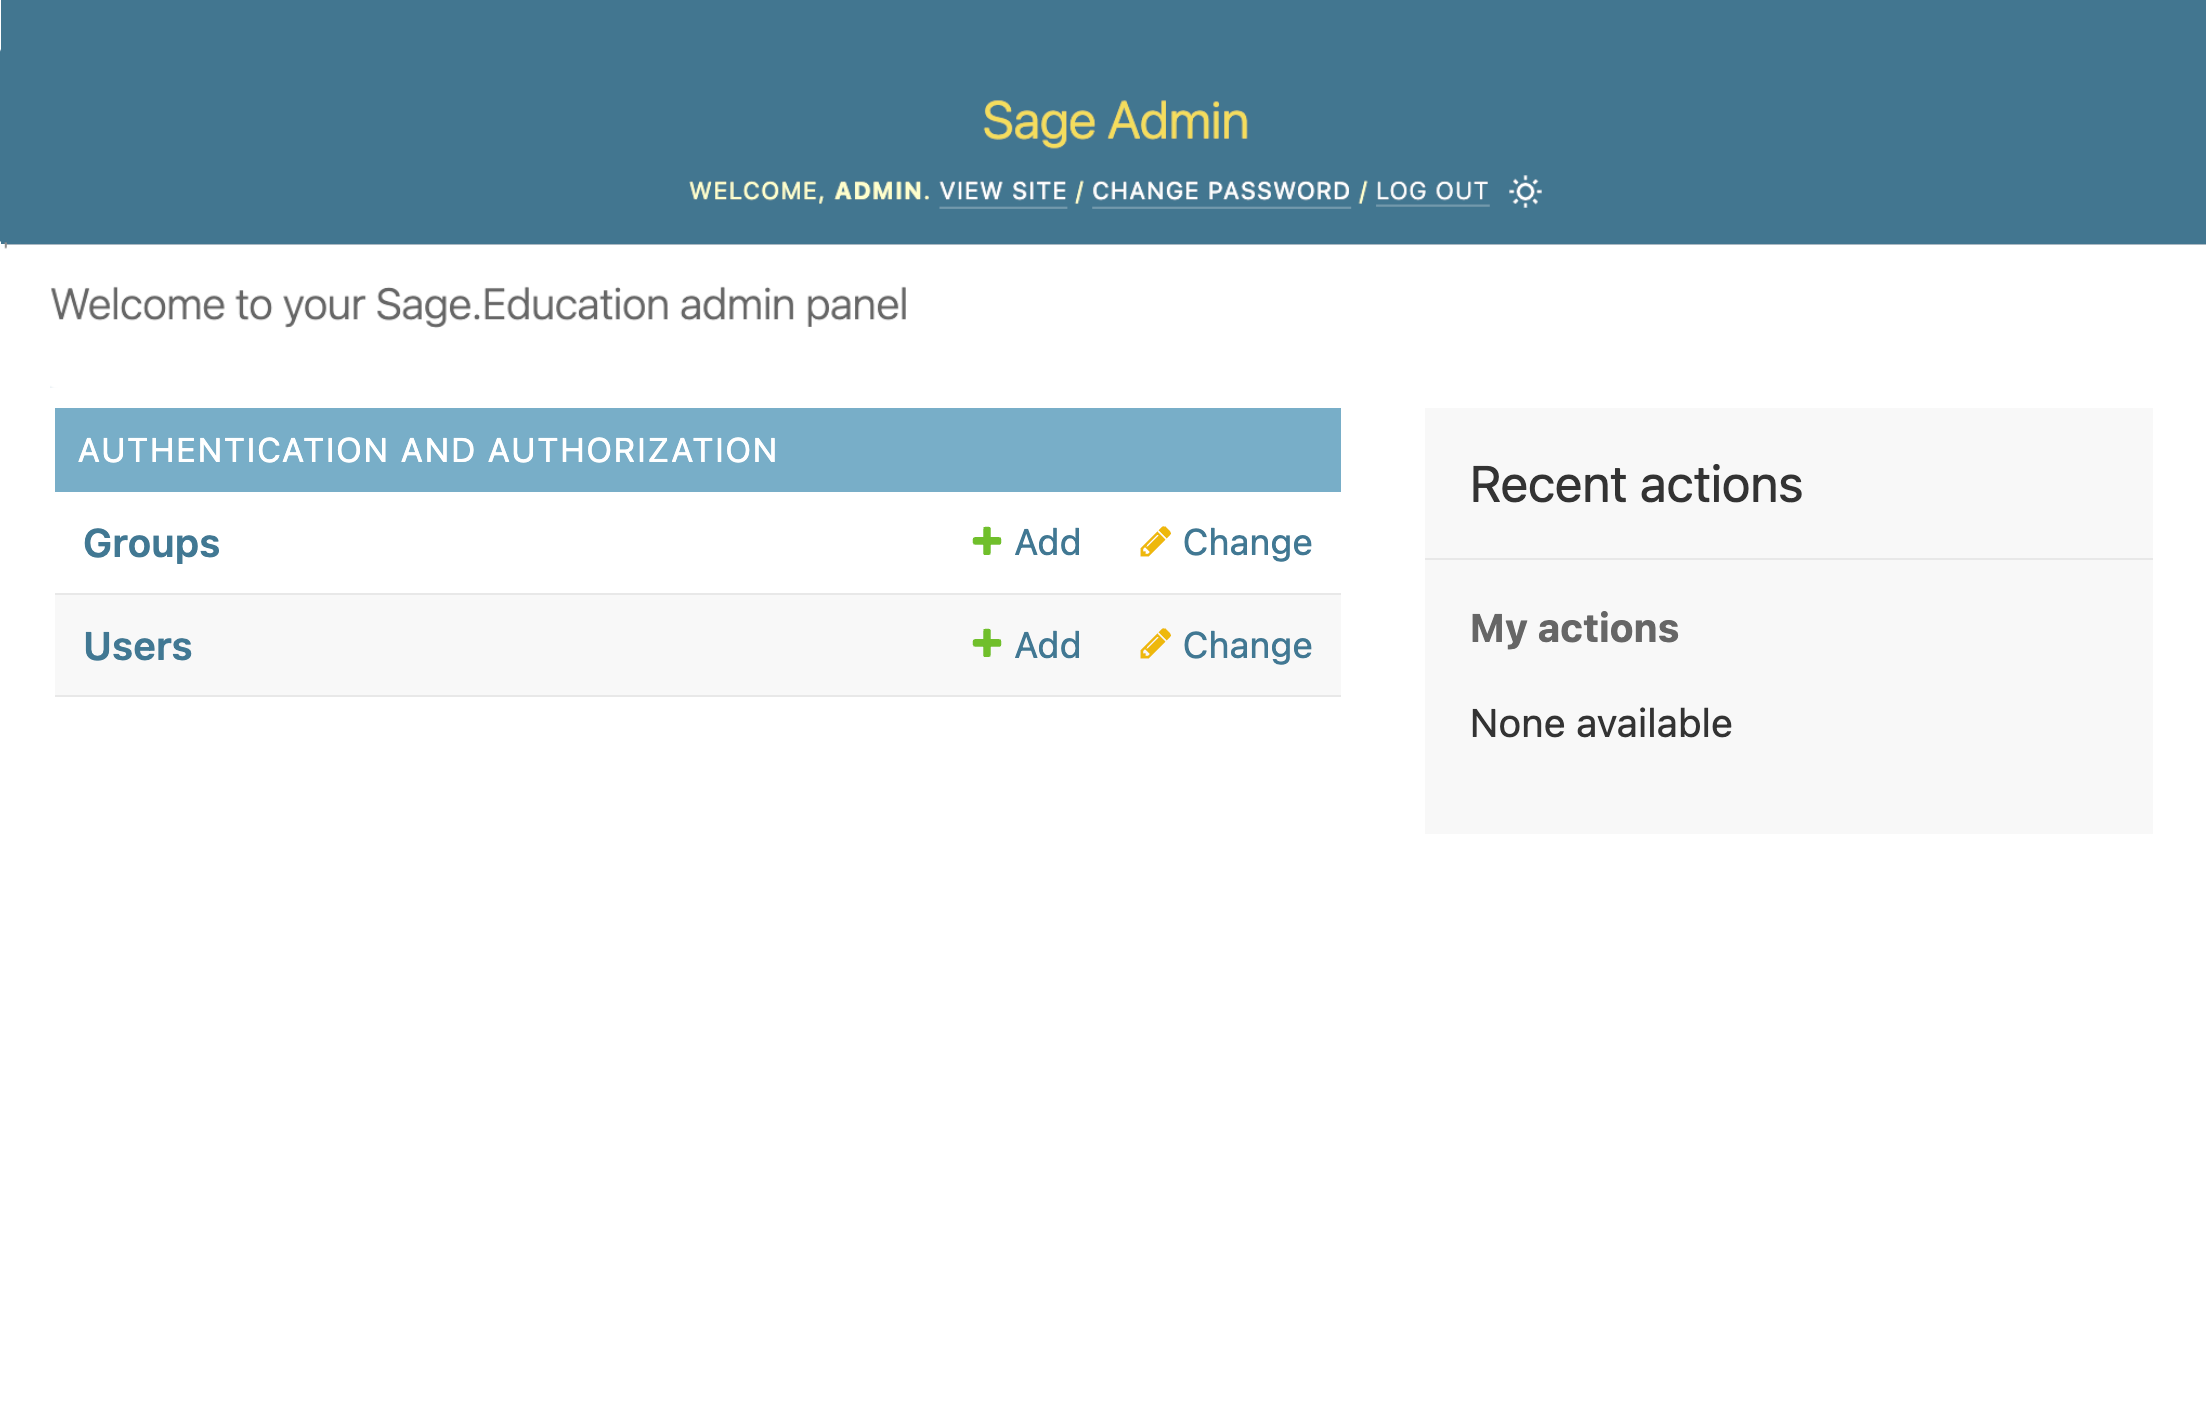 Sage Admin
WELCOME, ADMIN. VIEW SITE / CHANGE PASSWORD / LOG OUT
Welcome to your Sage.Education admin panel
AUTHENTICATION AND AUTHORIZATION
Groups Add Change
Users Add Change
Recent actions
My actions
None available